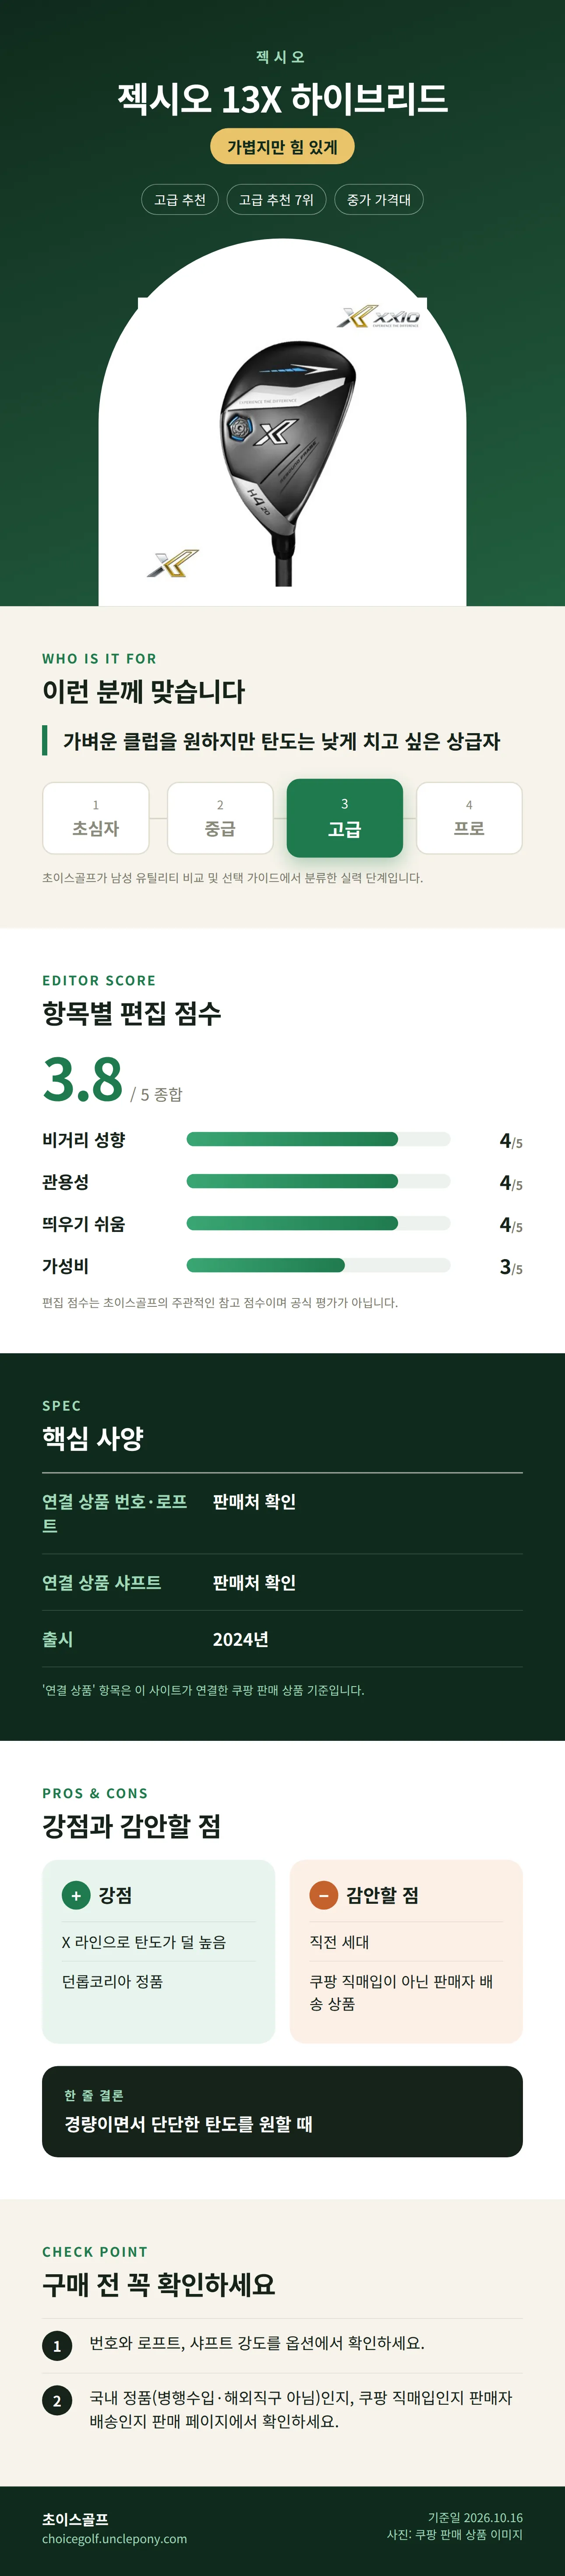 젝시오
젝시오 13X 하이브리드
가볍지만 힘 있게
고급 추천
고급 추천 7위
중가 가격대
XXIO
EXPERIENCE THE DIFFERENCE
EXPERIENCE THE DIFFERENCE
X
H4 20
이런 분께 맞습니다
WHO IS IT FOR
가벼운 클럽을 원하지만 탄도는 낮게 치고 싶은 상급자
1
초심자
2
중급
3
고급
4
프로
초이스골프가 남성 유틸리티 비교 및 선택 가이드에서 분류한 실력 단계입니다.
EDITOR SCORE
항목별 편집 점수
3.8 / 5 종합
비거리 성향 4/5
관용성 4/5
띄우기 쉬움 4/5
가성비 3/5
편집 점수는 초이스골프의 주관적인 참고 점수이며 공식 평가가 아닙니다.
SPEC
핵심 사양
연결 상품 번호·로프
트
판매처 확인
연결 상품 샤프트 판매처 확인
출시 2024년
'연결 상품' 항목은 이 사이트가 연결한 쿠팡 판매 상품 기준입니다.
PROS & CONS
강점과 감안할 점
+ 강점
X 라인으로 탄도가 덜 높음
던롭코리아 정품
− 감안할 점
직전 세대
쿠팡 직매입이 아닌 판매자 배
송 상품
한 줄 결론
경량이면서 단단한 탄도를 원할 때
CHECK POINT
구매 전 꼭 확인하세요
1 번호와 로프트, 샤프트 강도를 옵션에서 확인하세요.
2 국내 정품(병행수입·해외직구 아님)인지, 쿠팡 직매입인지 판매자
배송인지 판매 페이지에서 확인하세요.
초이스골프
choicegolf.unclepony.com
기준일 2026.10.16
사진: 쿠팡 판매 상품 이미지